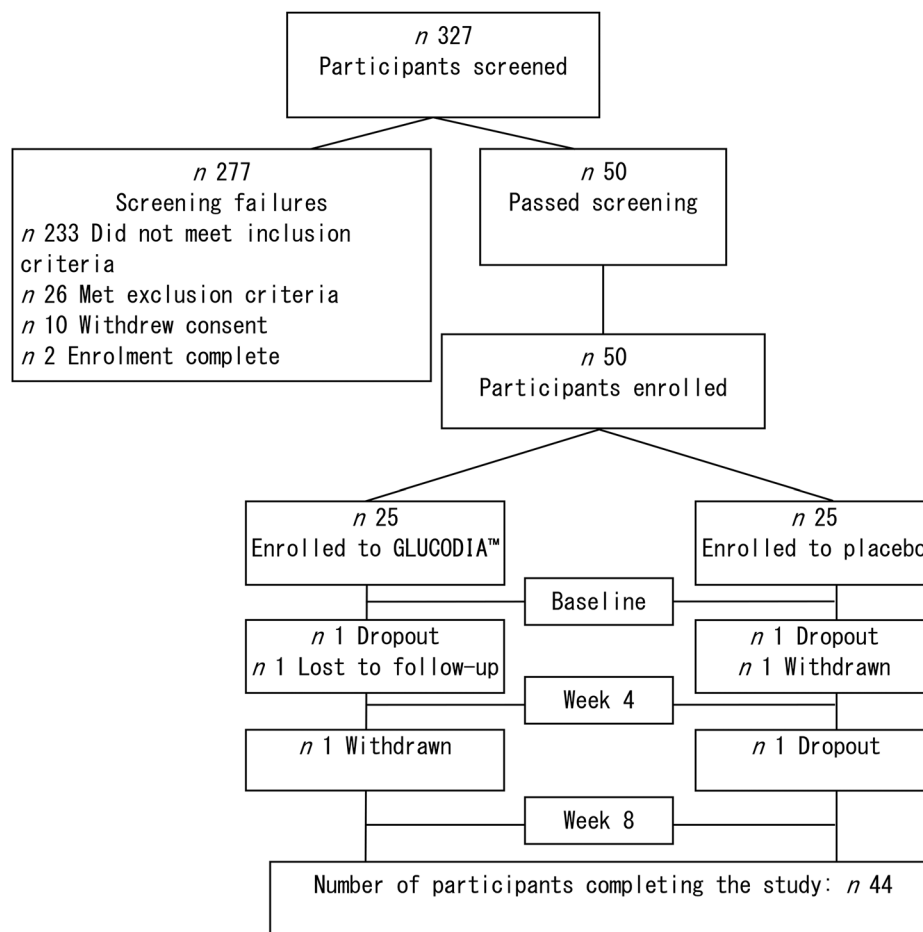 n 327
Participants screened
n 277
Screening failures
n 233 Did not meet inclusion
criteria
n 26 Met exclusion criteria
n 10 Withdrew consent
n 2 Enrolment complete
n 50
Passed screening
n 50
Participants enrolled
n 25
Enrolled to GLUCODIA™
n 25
Enrolled to placebo
Baseline
n 1 Dropout
n 1 Lost to follow-up
n 1 Dropout
n 1 Withdrawn
Week 4
n 1 Withdrawn
n 1 Dropout
Week 8
Number of participants completing the study: n 44